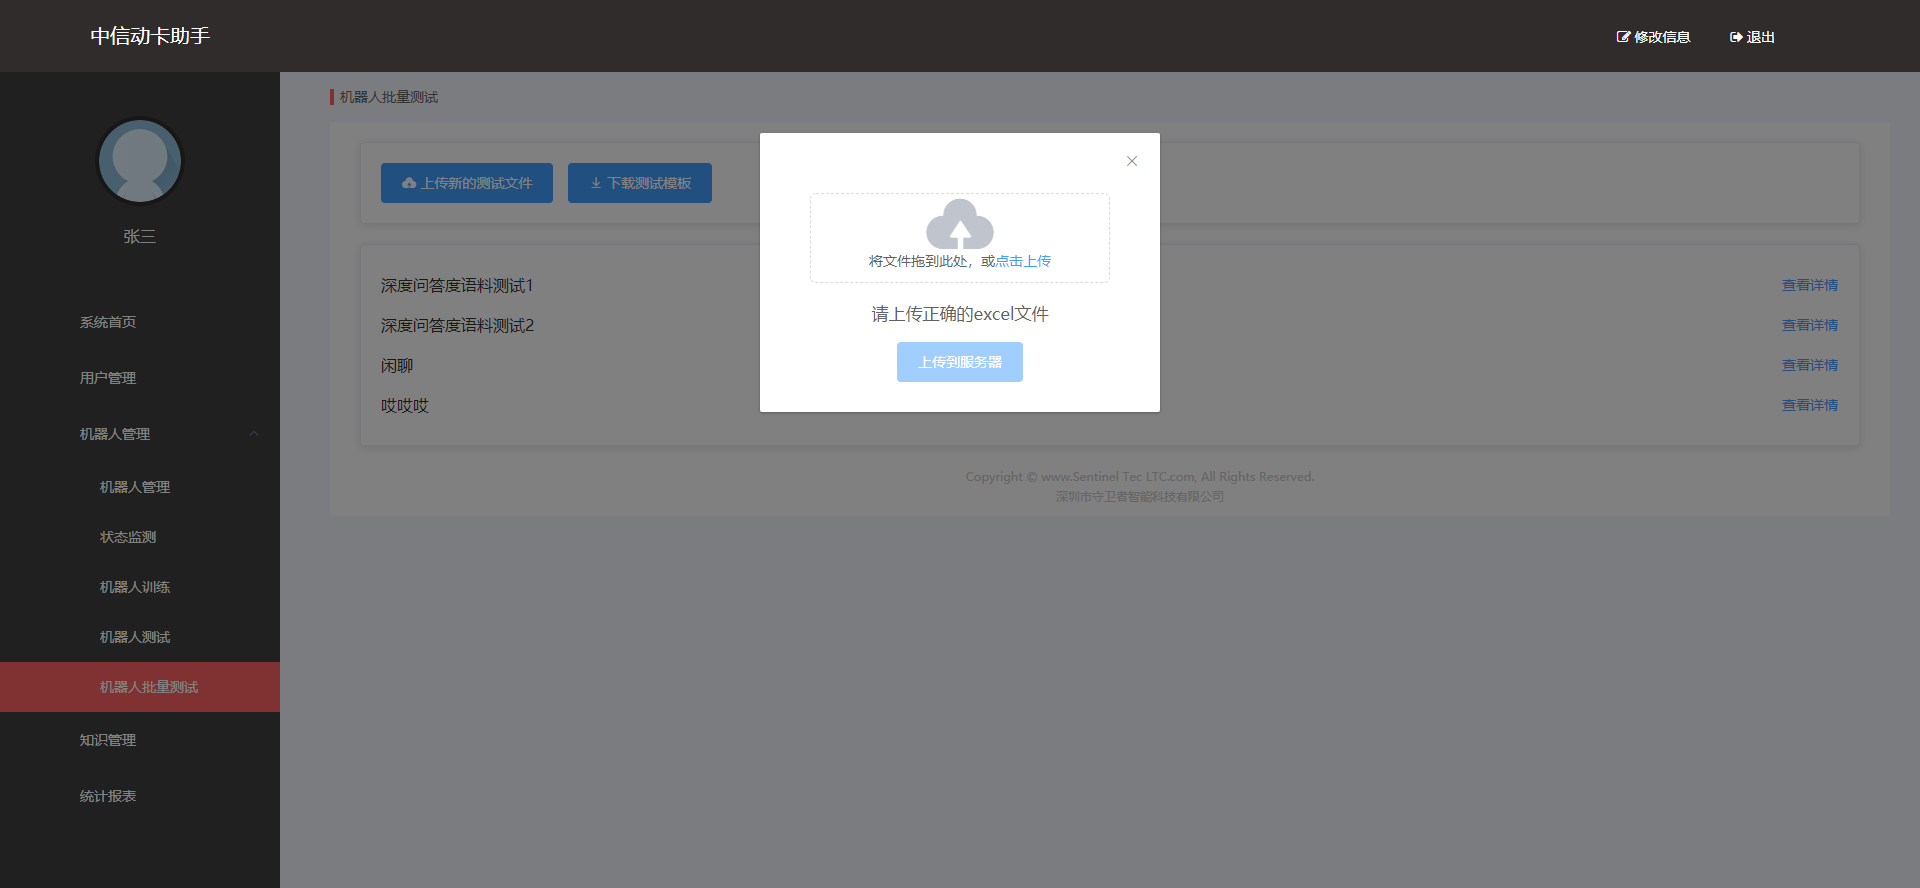 中信动卡助手
修改信息
退出
张三
系统首页
用户管理
机器人管理
机器人管理
状态监测
机器人训练
机器人测试
机器人批量测试
知识管理
统计报表
机器人批量测试
上传新的测试文件
下载测试模板
深度问答度语料测试1 查看详情
深度问答度语料测试2 查看详情
闲聊 查看详情
哎哎哎 查看详情
将文件拖到此处，或点击上传
请上传正确的excel文件
上传到服务器
Copyright © www.Sentinel Tec LTC.com, All Rights Reserved.
深圳市守卫者智能科技有限公司